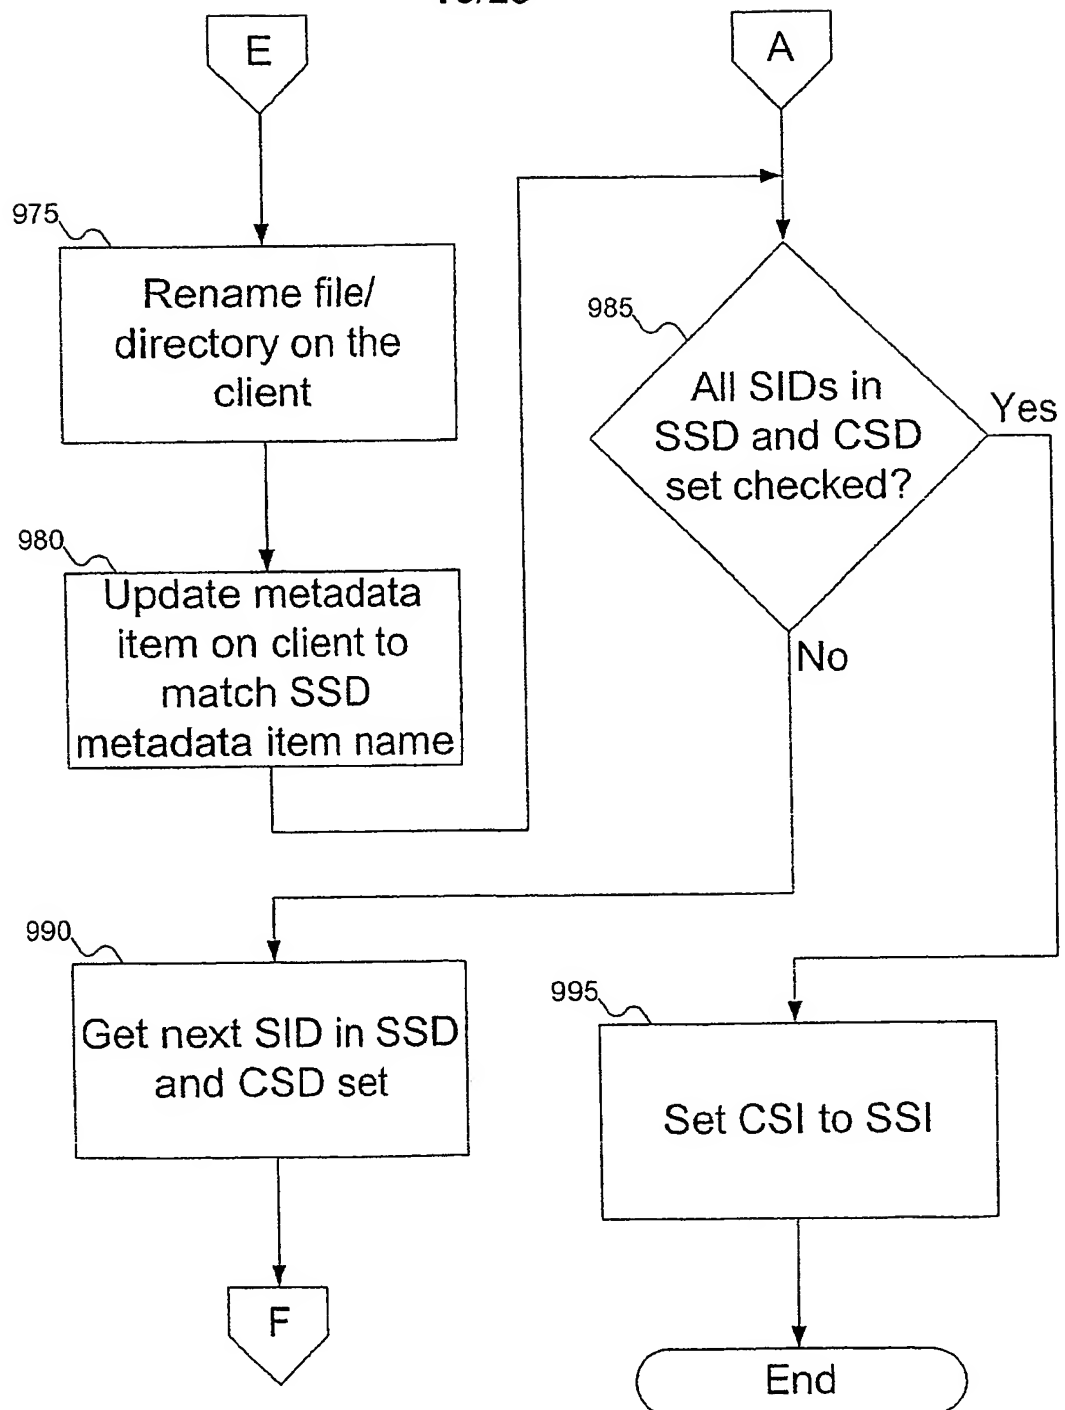 E
A
975
Rename file/
directory on the
client
985
All SIDs in
SSD and CSD
set checked?
Yes
980
Update metadata
item on client to
match SSD
metadata item name
No
990
Get next SID in SSD
and CSD set
995
Set CSI to SSI
F
End